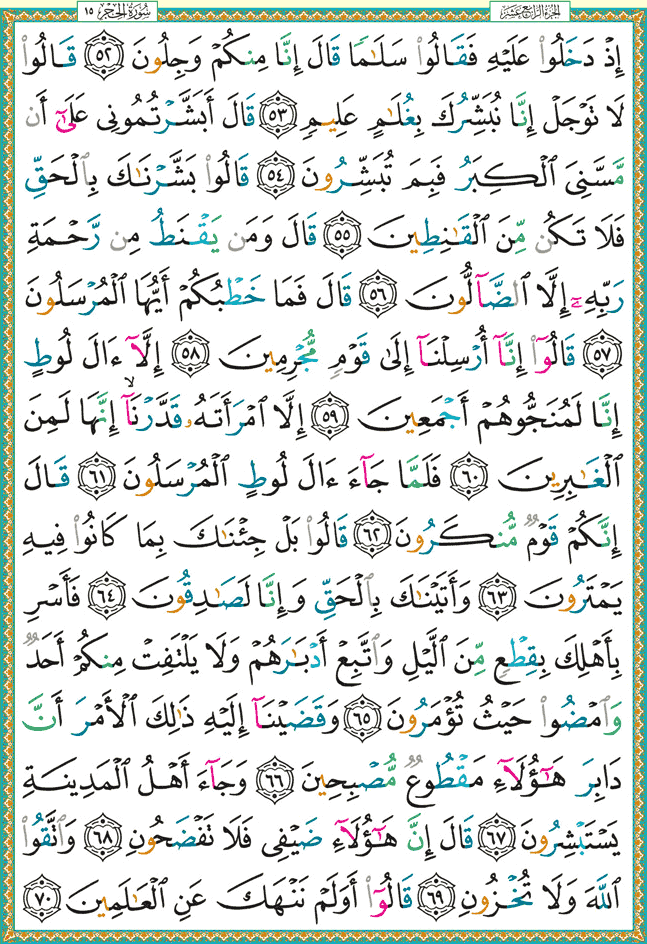 الجزء الرابع عشر سورة الحجر ١٥
إِذْ دَخَلُوا۟ عَلَيْهِ فَقَالُوا۟ سَلَـٰمًا قَالَ إِنَّا مِنكُمْ وَجِلُونَ ٥٢ قَالُوا۟
لَا تَوْجَلْ إِنَّا نُبَشِّرُكَ بِغُلَـٰمٍ عَلِيمٍ ٥٣ قَالَ أَبَشَّرْتُمُونِى عَلَىٰٓ أَن
مَّسَّنِىَ ٱلْكِبَرُ فَبِمَ تُبَشِّرُونَ ٥٤ قَالُوا۟ بَشَّرْنَـٰكَ بِٱلْحَقِّ
فَلَا تَكُن مِّنَ ٱلْقَـٰنِطِينَ ٥٥ قَالَ وَمَن يَقْنَطُ مِن رَّحْمَةِ
رَبِّهِۦٓ إِلَّا ٱلضَّآلُّونَ ٥٦ قَالَ فَمَا خَطْبُكُمْ أَيُّهَا ٱلْمُرْسَلُونَ
٥٧ قَالُوٓا۟ إِنَّآ أُرْسِلْنَآ إِلَىٰ قَوْمٍ مُّجْرِمِينَ ٥٨ إِلَّآ ءَالَ لُوطٍ
إِنَّا لَمُنَجُّوهُمْ أَجْمَعِينَ ٥٩ إِلَّا ٱمْرَأَتَهُۥ قَدَّرْنَآ ۙ إِنَّهَا لَمِنَ
ٱلْغَـٰبِرِينَ ٦٠ فَلَمَّا جَآءَ ءَالَ لُوطٍ ٱلْمُرْسَلُونَ ٦١ قَالَ
إِنَّكُمْ قَوْمٌ مُّنكَرُونَ ٦٢ قَالُوا۟ بَلْ جِئْنَـٰكَ بِمَا كَانُوا۟ فِيهِ
يَمْتَرُونَ ٦٣ وَأَتَيْنَـٰكَ بِٱلْحَقِّ وَإِنَّا لَصَـٰدِقُونَ ٦٤ فَأَسْرِ
بِأَهْلِكَ بِقِطْعٍ مِّنَ ٱلَّيْلِ وَٱتَّبِعْ أَدْبَـٰرَهُمْ وَلَا يَلْتَفِتْ مِنكُمْ أَحَدٌ
وَٱمْضُوا۟ حَيْثُ تُؤْمَرُونَ ٦٥ وَقَضَيْنَآ إِلَيْهِ ذَٰلِكَ ٱلْأَمْرَ أَنَّ
دَابِرَ هَـٰٓؤُلَآءِ مَقْطُوعٌ مُّصْبِحِينَ ٦٦ وَجَآءَ أَهْلُ ٱلْمَدِينَةِ
يَسْتَبْشِرُونَ ٦٧ قَالَ إِنَّ هَـٰٓؤُلَآءِ ضَيْفِى فَلَا تَفْضَحُونِ ٦٨ وَٱتَّقُوا۟
ٱللَّهَ وَلَا تُخْزُونِ ٦٩ قَالُوٓا۟ أَوَلَمْ نَنْهَكَ عَنِ ٱلْعَـٰلَمِينَ ٧٠